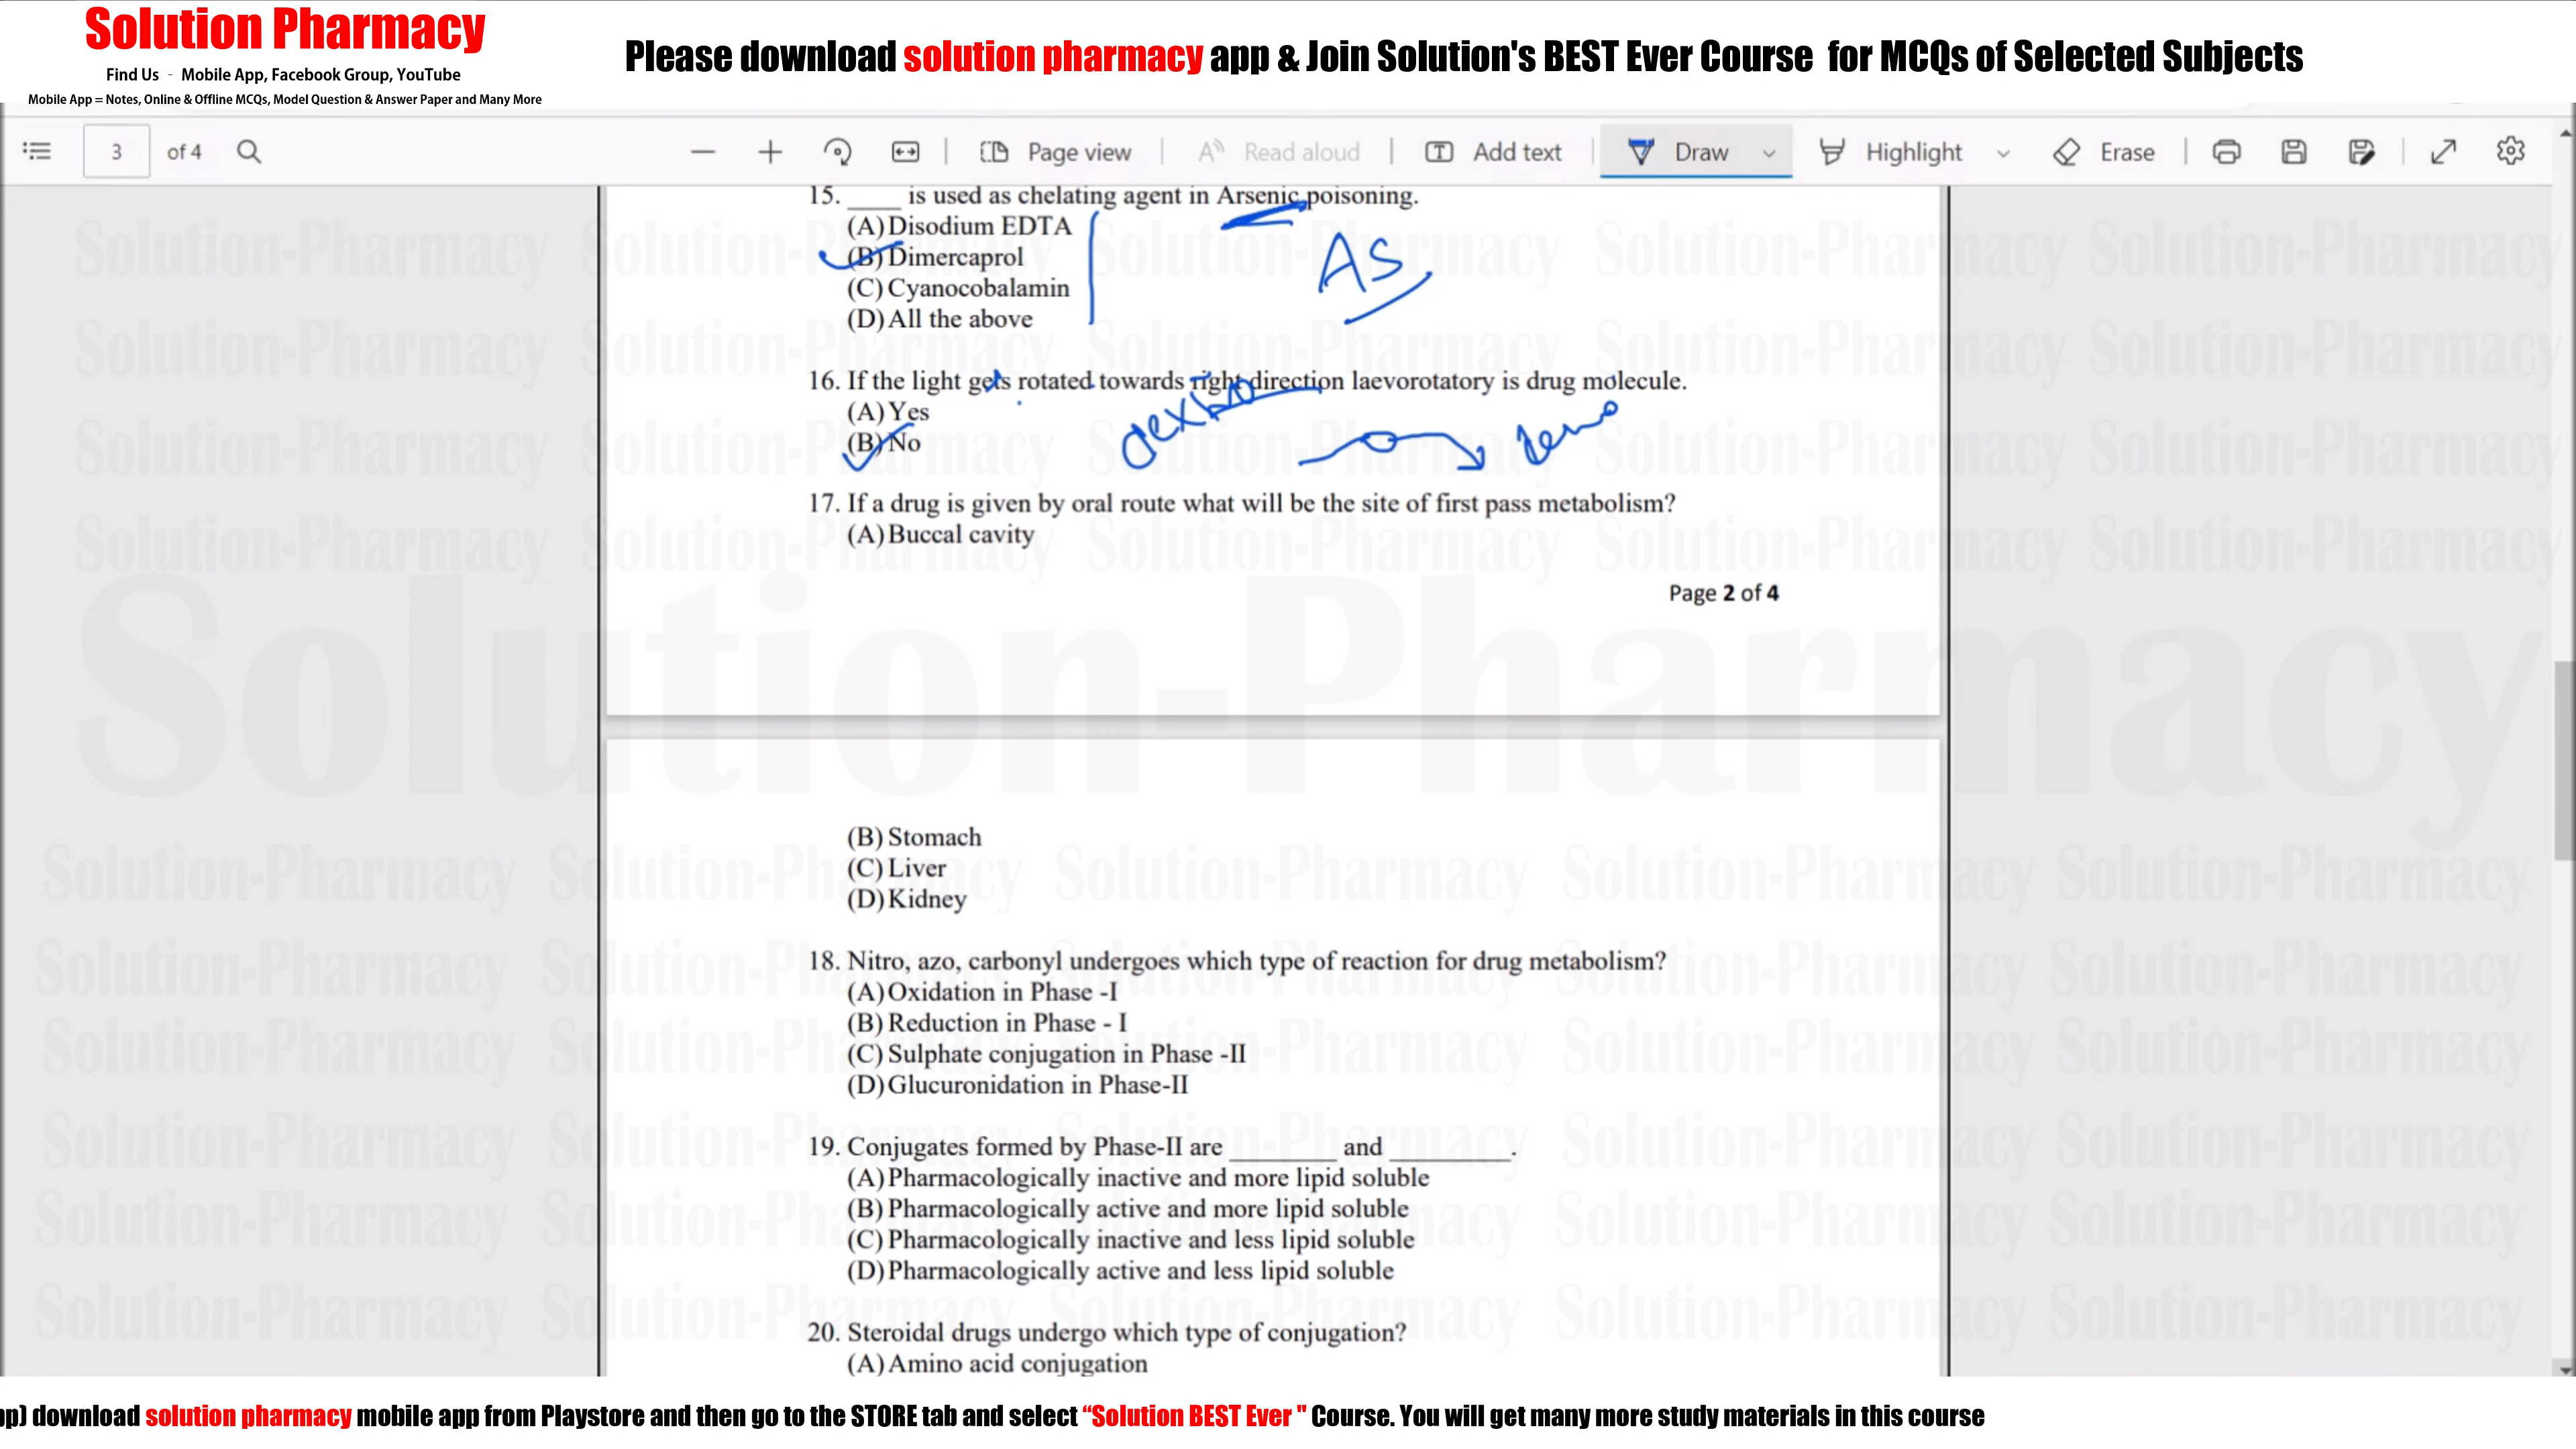 Solution Pharmacy
Find Us - Mobile App, Facebook Group, YouTube
Mobile App = Notes, Online & Offline MCQs, Model Question & Answer Paper and Many More
Please download solution pharmacy app & Join Solution's BEST Ever Course for MCQs of Selected Subjects
3 of 4 Page view Read aloud Add text Draw Highlight Erase
15. ____ is used as chelating agent in Arsenic poisoning.
(A) Disodium EDTA
(B) Dimercaprol
(C) Cyanocobalamin
(D) All the above
As
16. If the light gets rotated towards right direction laevorotatory is drug molecule.
(A) Yes
(B) No
dextro
17. If a drug is given by oral route what will be the site of first pass metabolism?
(A) Buccal cavity
Page 2 of 4
Solution-Pharmacy
(B) Stomach
(C) Liver
(D) Kidney
18. Nitro, azo, carbonyl undergoes which type of reaction for drug metabolism?
(A) Oxidation in Phase -I
(B) Reduction in Phase - I
(C) Sulphate conjugation in Phase -II
(D) Glucuronidation in Phase-II
19. Conjugates formed by Phase-II are ________ and _________.
(A) Pharmacologically inactive and more lipid soluble
(B) Pharmacologically active and more lipid soluble
(C) Pharmacologically inactive and less lipid soluble
(D) Pharmacologically active and less lipid soluble
20. Steroidal drugs undergo which type of conjugation?
(A) Amino acid conjugation
download solution pharmacy mobile app from Playstore and then go to the STORE tab and select “Solution BEST Ever " Course. You will get many more study materials in this course